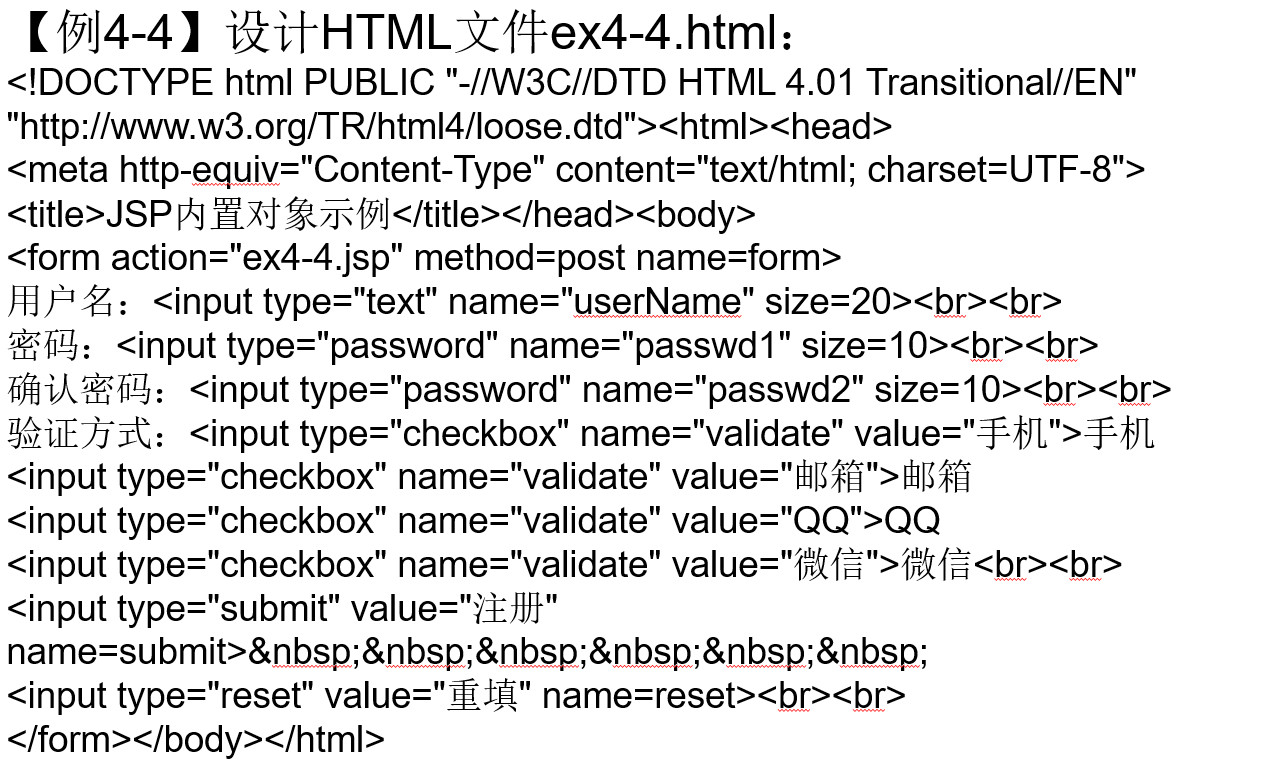 【例4-4】设计HTML文件ex4-4.html：
<!DOCTYPE html PUBLIC "-//W3C//DTD HTML 4.01 Transitional//EN"
"http://www.w3.org/TR/html4/loose.dtd"><html><head>
<meta http-equiv="Content-Type" content="text/html; charset=UTF-8">
<title>JSP内置对象示例</title></head><body>
<form action="ex4-4.jsp" method=post name=form>
用户名：<input type="text" name="userName" size=20><br><br>
密码：<input type="password" name="passwd1" size=10><br><br>
确认密码：<input type="password" name="passwd2" size=10><br><br>
验证方式：<input type="checkbox" name="validate" value="手机">手机
<input type="checkbox" name="validate" value="邮箱">邮箱
<input type="checkbox" name="validate" value="QQ">QQ
<input type="checkbox" name="validate" value="微信">微信<br><br>
<input type="submit" value="注册"
name=submit>&nbsp;&nbsp;&nbsp;&nbsp;&nbsp;&nbsp;
<input type="reset" value="重填" name=reset><br><br>
</form></body></html>